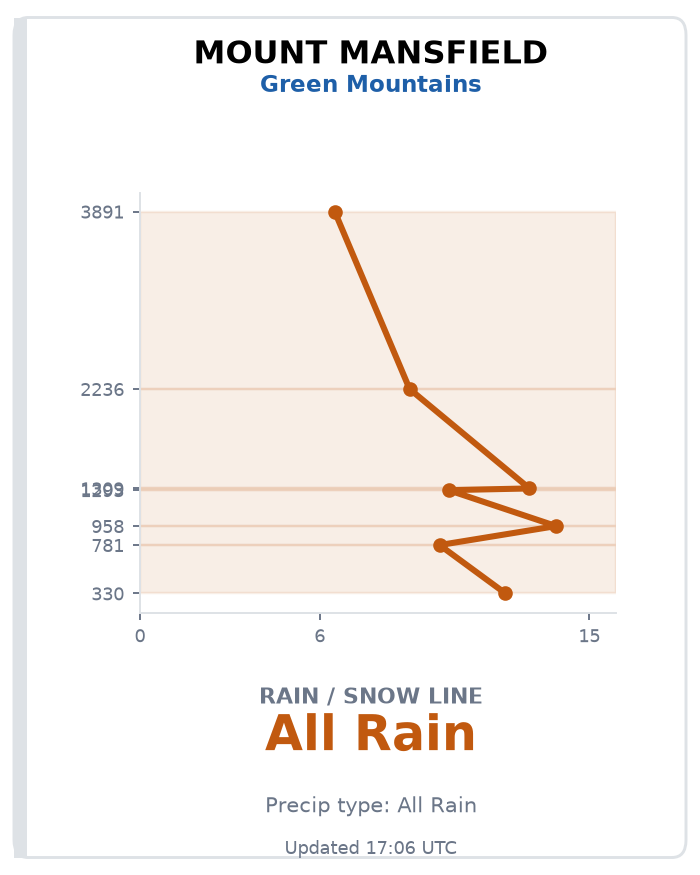 MOUNT MANSFIELD
Green Mountains
3891
2236
958
781
330
0 6 15
RAIN / SNOW LINE
All Rain
Precip type: All Rain
Updated 17:06 UTC